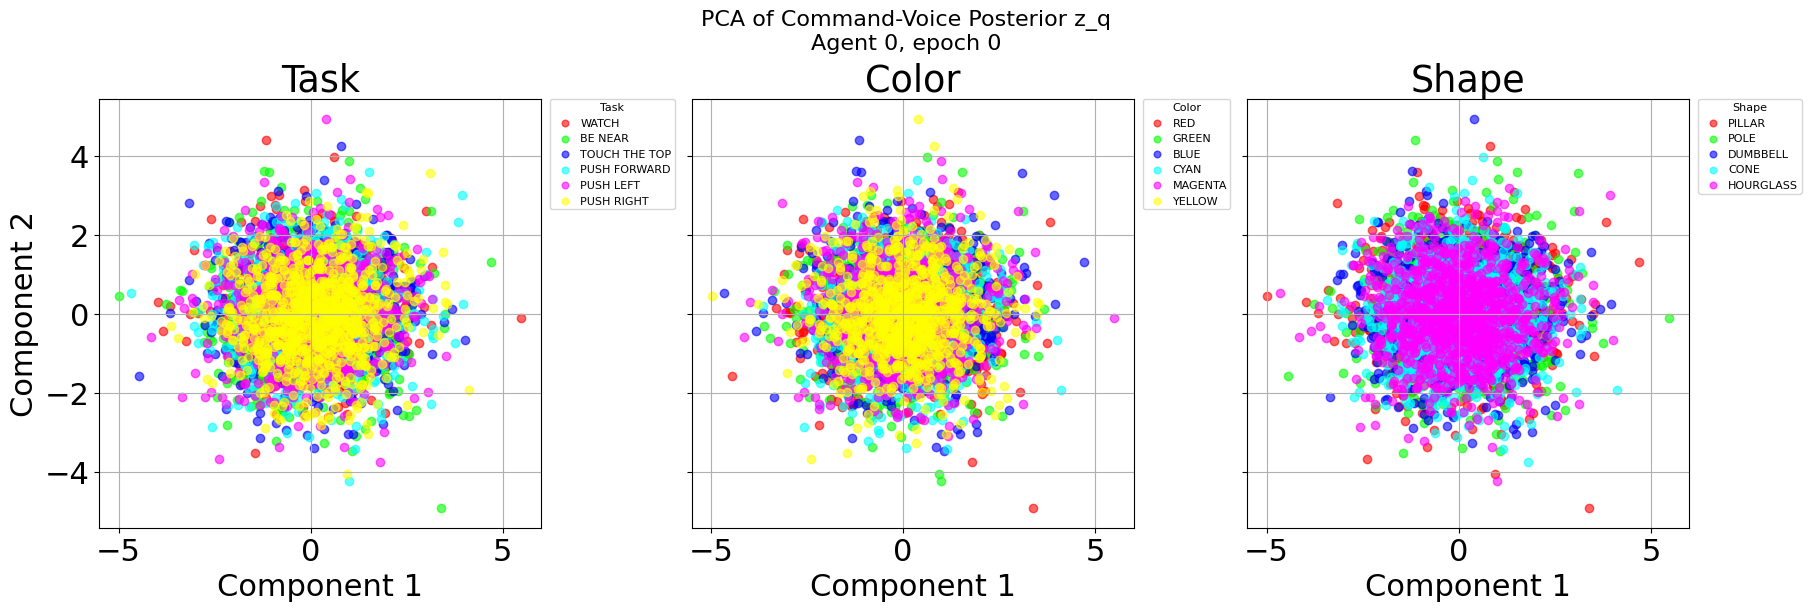 PCA of Command-Voice Posterior z_q
Agent 0, epoch 0
Task
Component 2
4
2
0
−2
−4
−5
0
5
Component 1
Task
WATCH
BE NEAR
TOUCH THE TOP
PUSH FORWARD
PUSH LEFT
PUSH RIGHT
Color
−5
0
5
Component 1
Color
RED
GREEN
BLUE
CYAN
MAGENTA
YELLOW
Shape
−5
0
5
Component 1
Shape
PILLAR
POLE
DUMBBELL
CONE
HOURGLASS